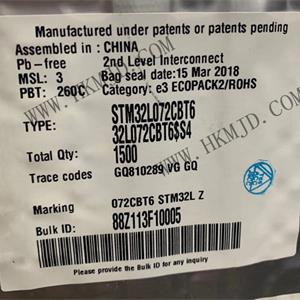 Manufactured under patents or patents pending
Assembled in : CHINA
Pb-free 2nd Level Interconnect
MSL: 3 Bag seal date:15 Mar 2018
PBT: 260C Category: e3 ECOPACK2/ROHS
TYPE: STM32L072CBT6
32L072CBT6$S4
Total Qty: 1500
Trace codes GQ810289 VG GQ
Marking 072CBT6 STM32L Z
Bulk ID: 88Z113F10005
Please provide the Bulk ID for any inquiry
WWW.HKMJD.COM